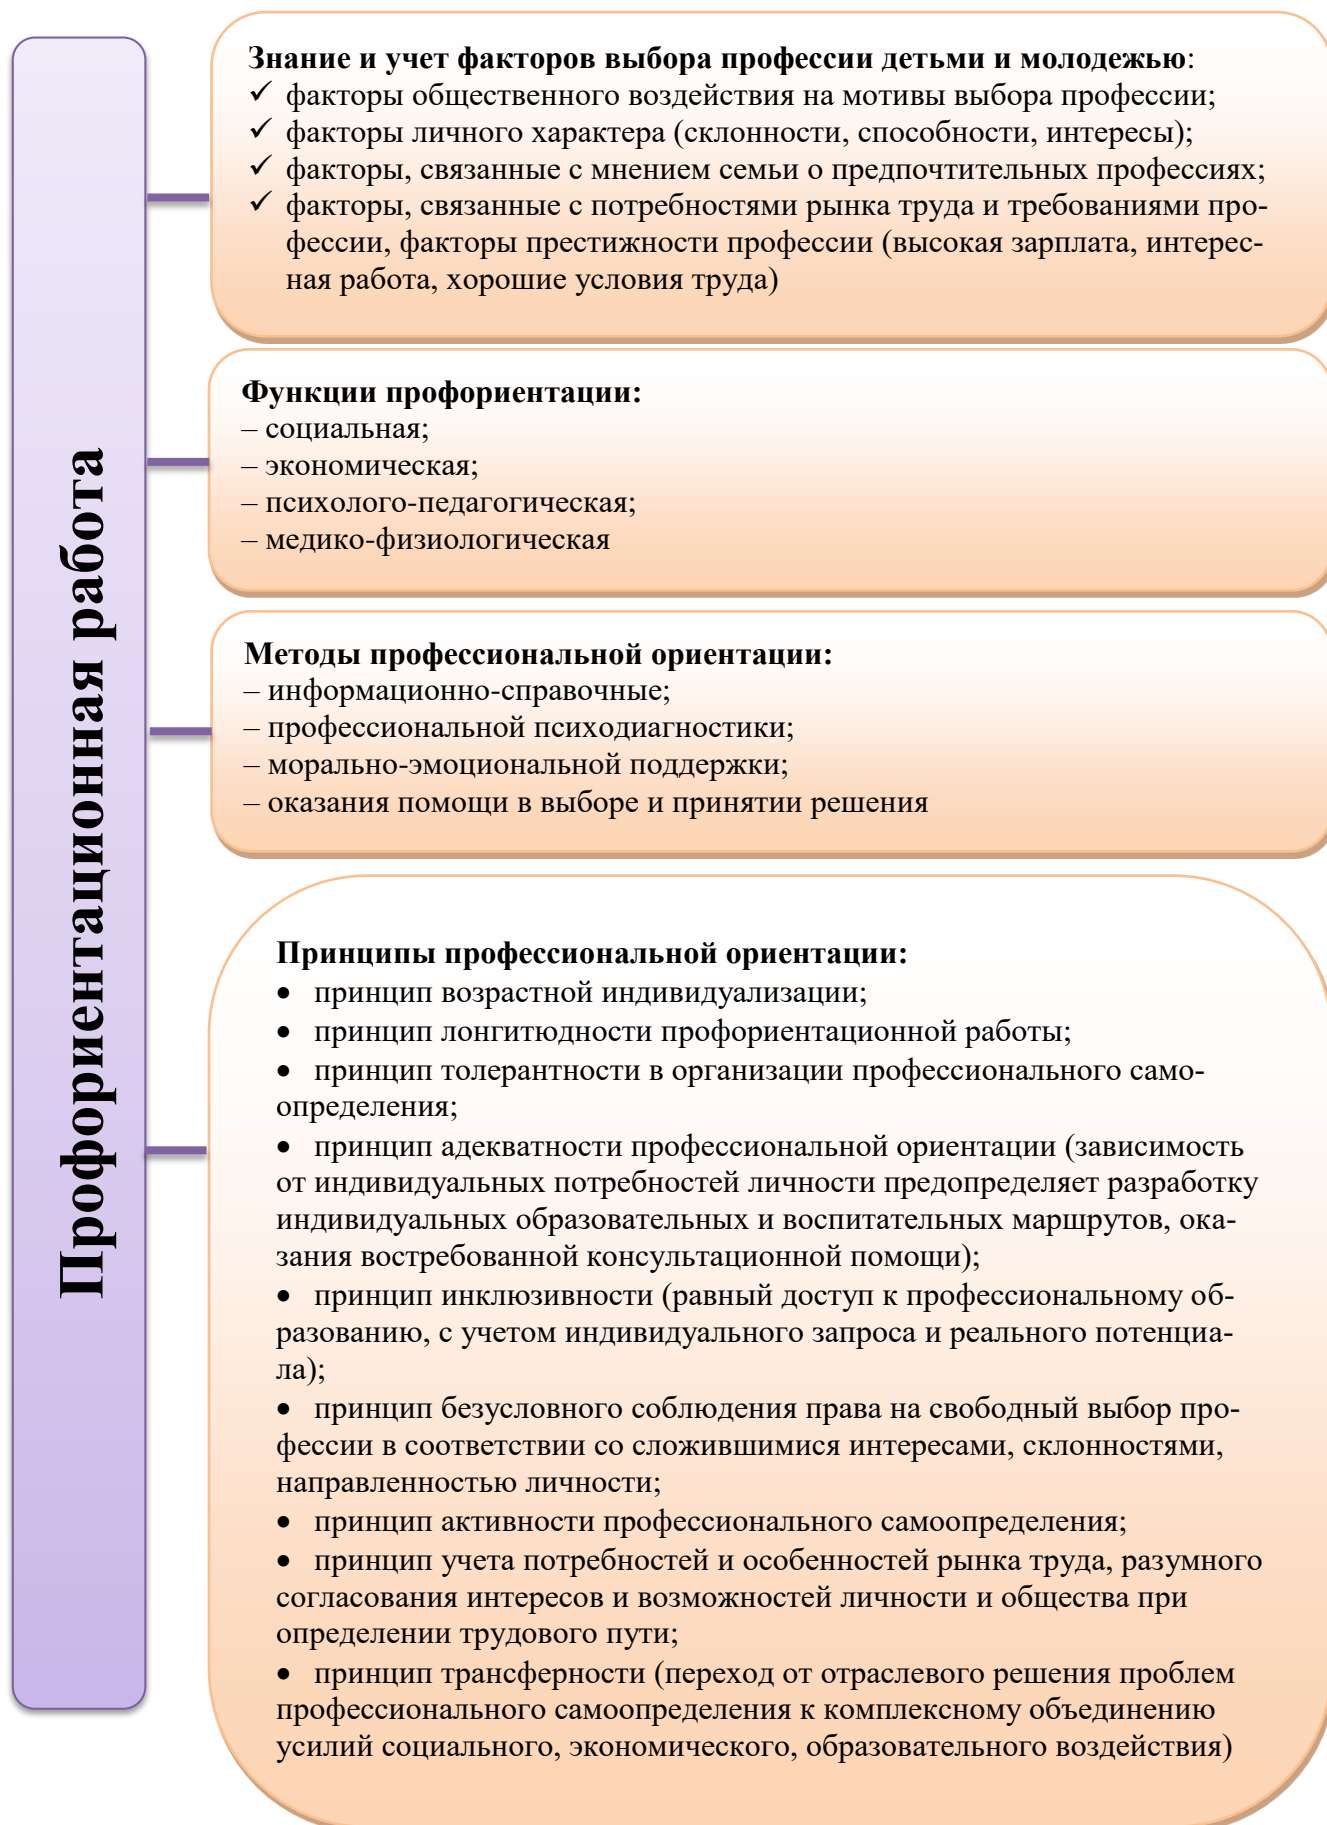 Профориентационная работа
Знание и учет факторов выбора профессии детьми и молодежью:
✓ факторы общественного воздействия на мотивы выбора профессии;
✓ факторы личного характера (склонности, способности, интересы);
✓ факторы, связанные с мнением семьи о предпочтительных профессиях;
✓ факторы, связанные с потребностями рынка труда и требованиями про-
фессии, факторы престижности профессии (высокая зарплата, интерес-
ная работа, хорошие условия труда)
Функции профориентации:
– социальная;
– экономическая;
– психолого-педагогическая;
– медико-физиологическая
Методы профессиональной ориентации:
– информационно-справочные;
– профессиональной психодиагностики;
– морально-эмоциональной поддержки;
– оказания помощи в выборе и принятии решения
Принципы профессиональной ориентации:
• принцип возрастной индивидуализации;
• принцип лонгитюдности профориентационной работы;
• принцип толерантности в организации профессионального само-
определения;
• принцип адекватности профессиональной ориентации (зависимость
от индивидуальных потребностей личности предопределяет разработку
индивидуальных образовательных и воспитательных маршрутов, ока-
зания востребованной консультационной помощи);
• принцип инклюзивности (равный доступ к профессиональному об-
разованию, с учетом индивидуального запроса и реального потенциа-
ла);
• принцип безусловного соблюдения права на свободный выбор про-
фессии в соответствии со сложившимися интересами, склонностями,
направленностью личности;
• принцип активности профессионального самоопределения;
• принцип учета потребностей и особенностей рынка труда, разумного
согласования интересов и возможностей личности и общества при
определении трудового пути;
• принцип трансферности (переход от отраслевого решения проблем
профессионального самоопределения к комплексному объединению
усилий социального, экономического, образовательного воздействия)